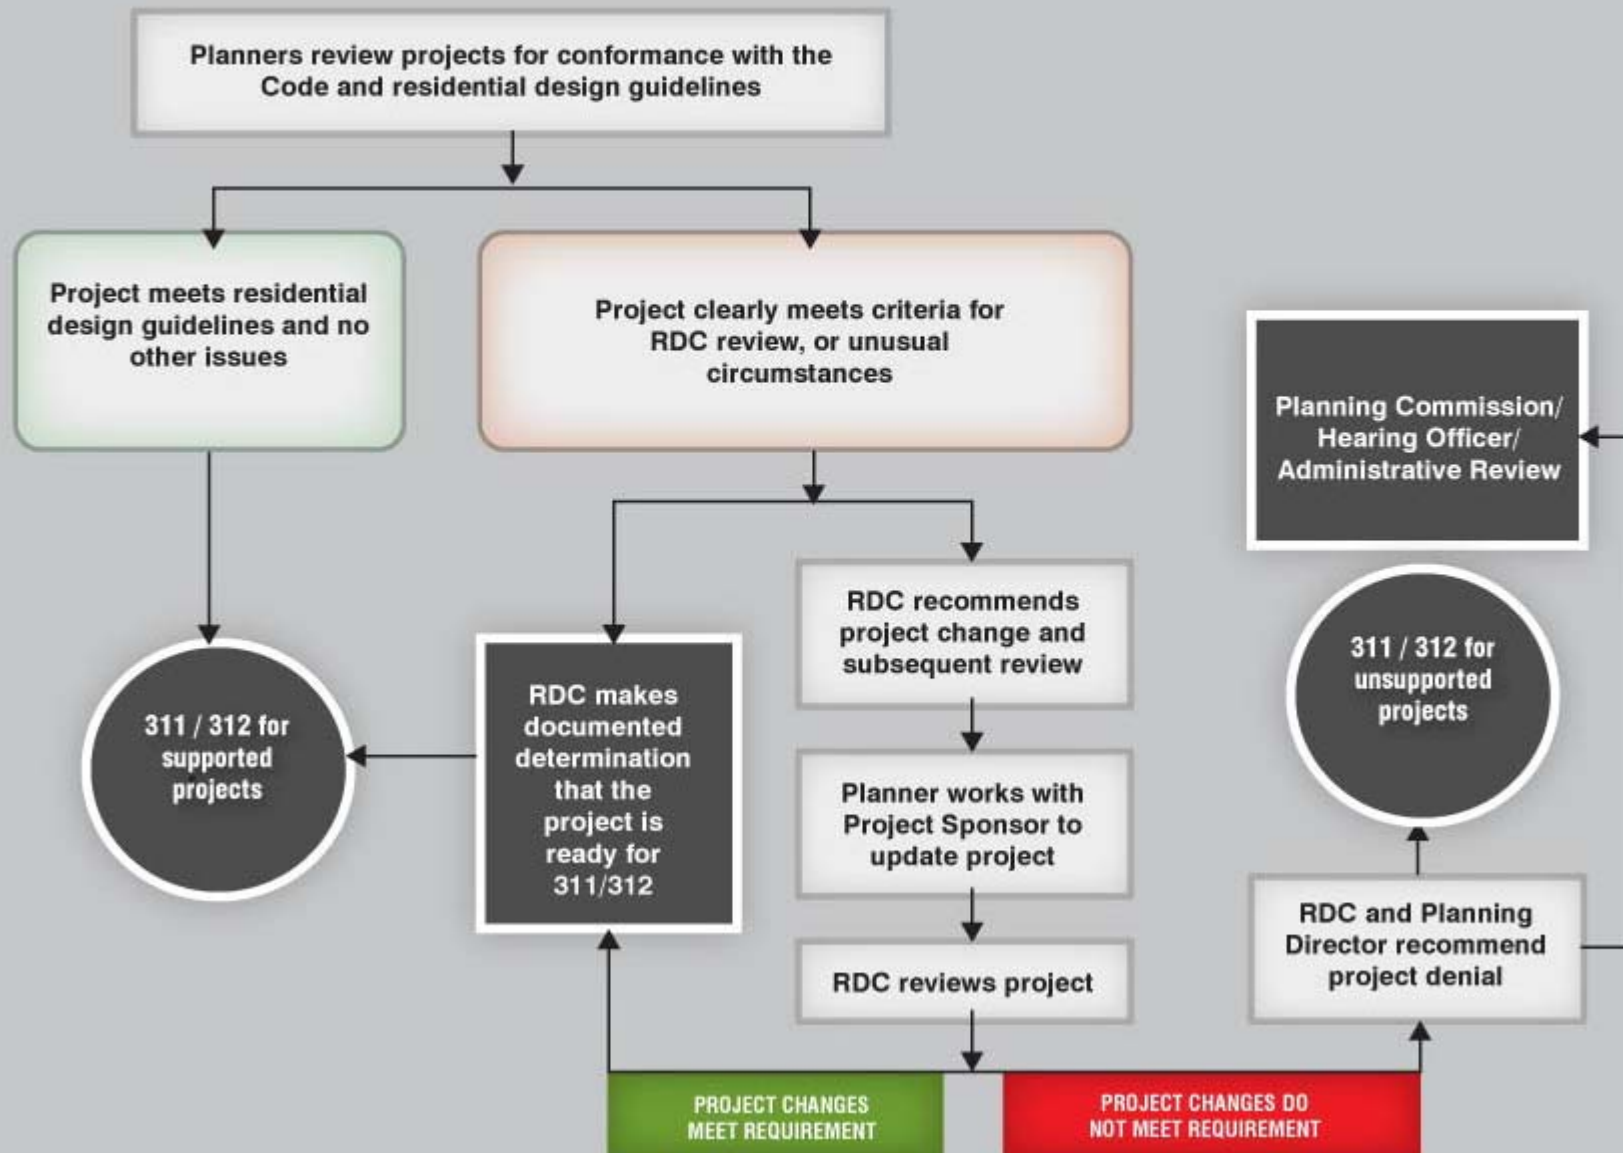 Planners review projects for conformance with the
Code and residential design guidelines
Project meets residential
design guidelines and no
other issues
Project clearly meets criteria for
RDC review, or unusual
circumstances
Planning Commission/
Hearing Officer/
Administrative Review
RDC recommends
project change and
subsequent review
311 / 312 for
unsupported
projects
311 / 312 for
supported
projects
RDC makes
documented
determination
that the
project is
ready for
311/312
Planner works with
Project Sponsor to
update project
RDC and Planning
Director recommend
project denial
RDC reviews project
PROJECT CHANGES
MEET REQUIREMENT
PROJECT CHANGES DO
NOT MEET REQUIREMENT